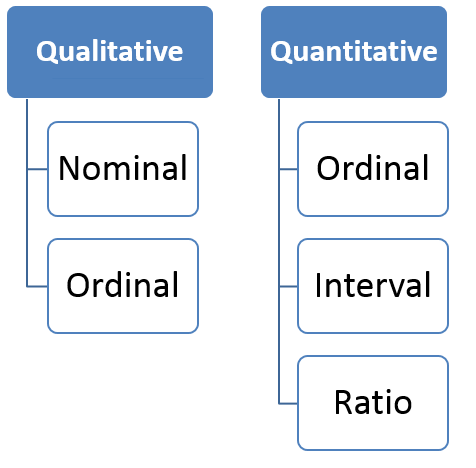 Qualitative
Nominal
Ordinal
Quantitative
Ordinal
Interval
Ratio